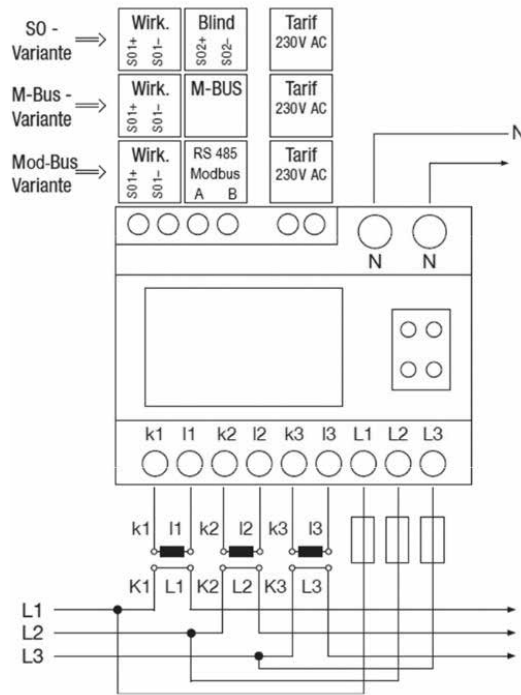 SO - Variante
Wirk. S01+ S01–
Blind S02+ S02–
Tarif 230V AC
M-Bus - Variante
Wirk. S01+ S01–
M-BUS
Tarif 230V AC
Mod-Bus Variante
Wirk. S01+ S01–
RS 485 Modbus A B
Tarif 230V AC
N
N N
k1 l1 k2 l2 k3 l3 L1 L2 L3
k1 l1 k2 l2 k3 l3
K1 L1 K2 L2 K3 L3
L1
L2
L3